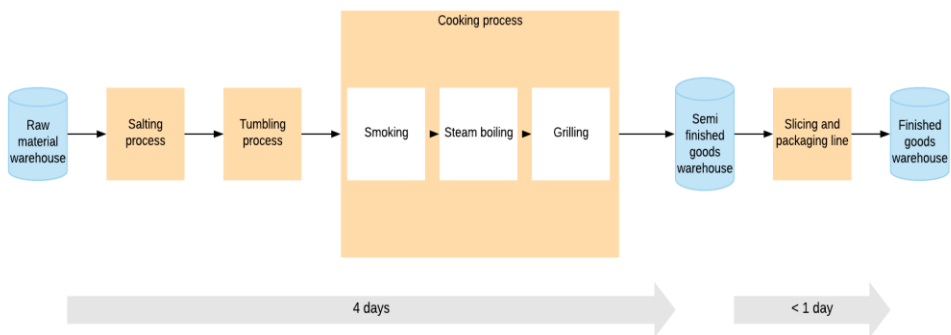 Cooking process
Raw
material
warehouse
Salting
process
Tumbling
process
Smoking
Steam boiling
Grilling
Semi
finished
goods
warehouse
Slicing and
packaging line
Finished
goods
warehouse
4 days
< 1 day